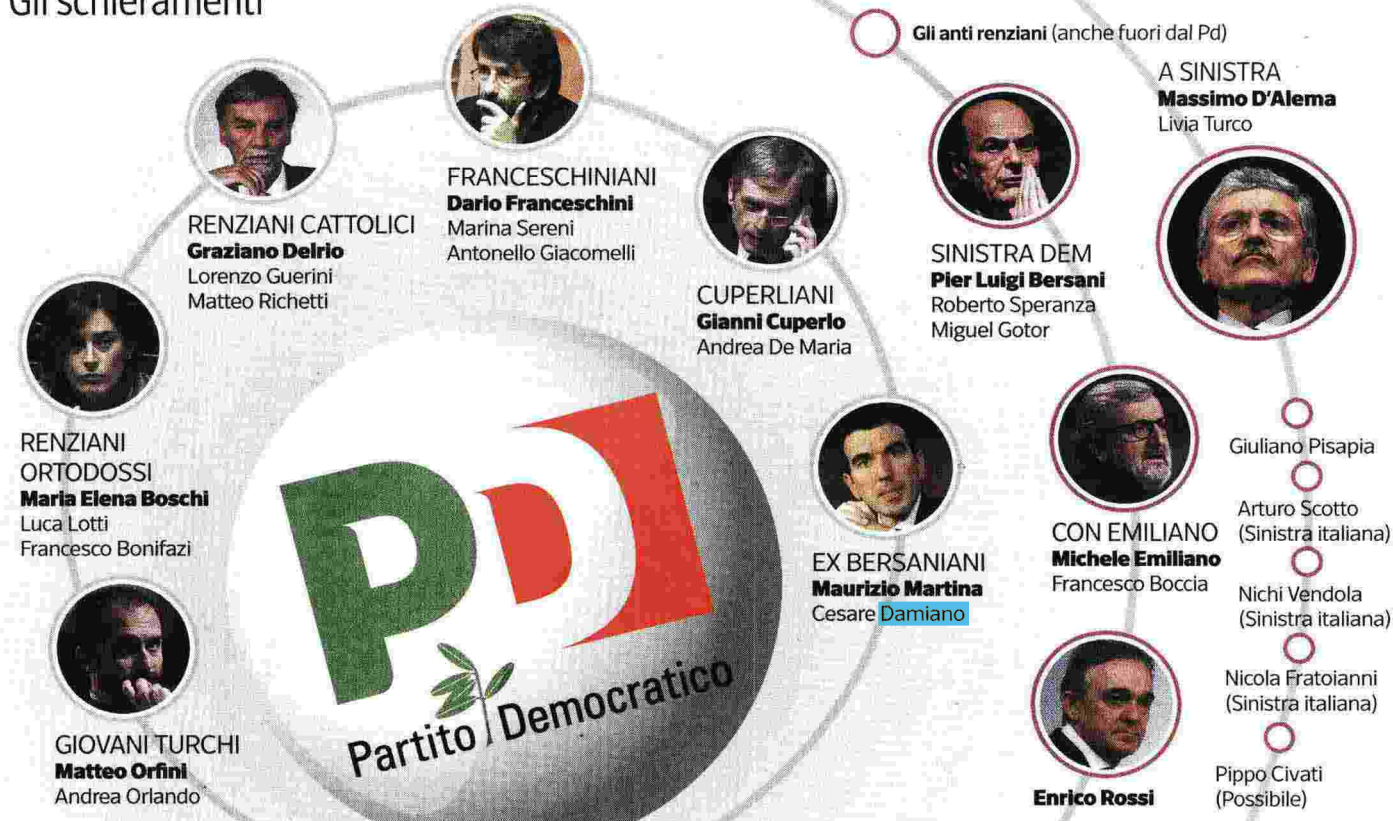 Gli schieramenti
Gli anti renziani (anche fuori dal Pd)
RENZIANI CATTOLICI
Graziano Delrio
Lorenzo Guerini
Matteo Richetti
FRANCESCHINIANI
Dario Franceschini
Marina Sereni
Antonello Giacomelli
CUPERLIANI
Gianni Cuperlo
Andrea De Maria
SINISTRA DEM
Pier Luigi Bersani
Roberto Speranza
Miguel Gotor
A SINISTRA
Massimo D'Alema
Livia Turco
RENZIANI
ORTODOSSI
Maria Elena Boschi
Luca Lotti
Francesco Bonifazi
GIOVANI TURCHI
Matteo Orfini
Andrea Orlando
PD
Partito Democratico
EX BERSANIANI
Maurizio Martina
Cesare Damiano
CON EMILIANO
Michele Emiliano
Francesco Boccia
Enrico Rossi
Giuliano Pisapia
Arturo Scotto
(Sinistra italiana)
Nichi Vendola
(Sinistra italiana)
Nicola Fratoianni
(Sinistra italiana)
Pippo Civati
(Possibile)